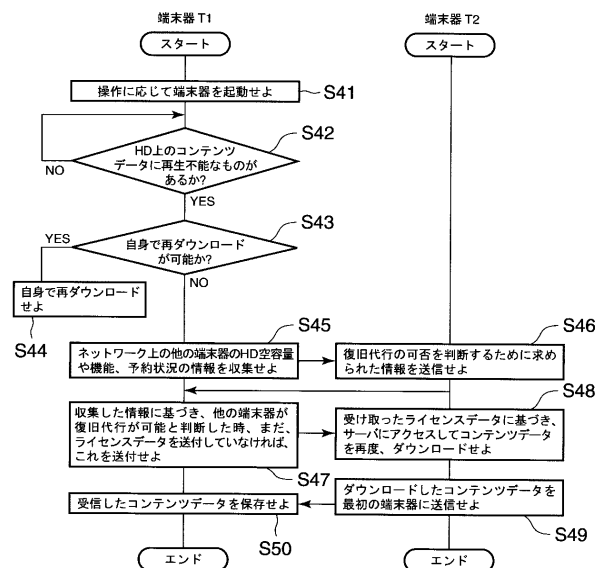 端末器 T1
端末器 T2
スタート
スタート
操作に応じて端末器を起動せよ
S41
S42
HD上のコンテンツ
データに再生不能なものが
あるか?
NO
YES
S43
YES
自身で再ダウンロード
が可能か?
NO
自身で再ダウンロード
せよ
S44
S45
S46
ネットワーク上の他の端末器のHD空容量
や機能、予約状況の情報を収集せよ
復旧代行の可否を判断するために求め
られた情報を送信せよ
S48
収集した情報に基づき、他の端末器が
復旧代行が可能と判断した時、まだ、
ライセンスデータを送付していなければ、
これを送付せよ
受け取ったライセンスデータに基づき、
サーバにアクセスしてコンテンツデータ
を再度、ダウンロードせよ
S47
受信したコンテンツデータを保存せよ
ダウンロードしたコンテンツデータを
最初の端末器に送信せよ
S50
S49
エンド
エンド